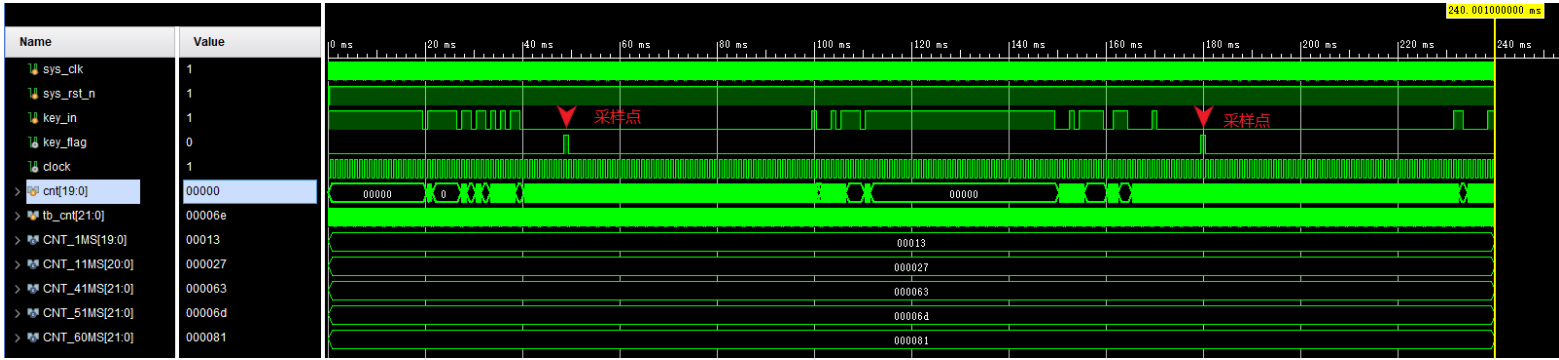 240.001000000 ms
Name Value
0 ms 20 ms 40 ms 60 ms 80 ms 100 ms 120 ms 140 ms 160 ms 180 ms 200 ms 220 ms 240 ms
sys_clk 1
sys_rst_n 1
key_in 1 采样点 采样点
key_flag 0
clock 1
cnt[19:0] 00000 00000 0 00000
tb_cnt[21:0] 00006e
CNT_1MS[19:0] 00013 00013
CNT_11MS[20:0] 000027 000027
CNT_41MS[21:0] 000063 000063
CNT_51MS[21:0] 00006d 00006d
CNT_60MS[21:0] 000081 000081